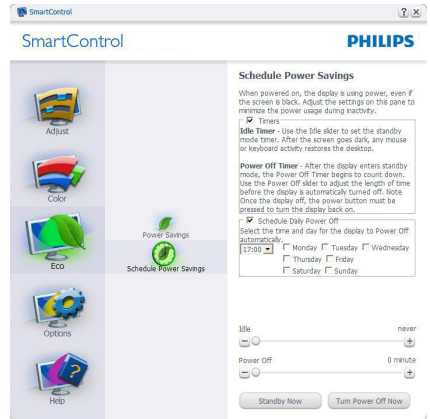 SmartControl
? ×
SmartControl
PHILIPS
Adjust
Color
Eco
Options
Help
Power Savings
Schedule Power Savings
Schedule Power Savings
When powered on, the display is using power, even if
the screen is black. Adjust the settings on this pane to
minimize the power usage during inactivity.
Timers
Idle Timer - Use the Idle slider to set the standby
mode timer. After the screen goes dark, any mouse
or keyboard activity restores the desktop.
Power Off Timer - After the display enters standby
mode, the Power Off Timer begins to count down.
Use the Power Off slider to adjust the length of time
before the display is automatically turned off. Note
Once the display off, the power button must be
pressed to turn the display back on.
Schedule Daily Power Off
Select the time and day for the display to Power Off
automatically.
17:00 Monday Tuesday Wednesday
Thursday Friday
Saturday Sunday
Idle never
Power Off 0 minute
Standby Now Turn Power Off Now